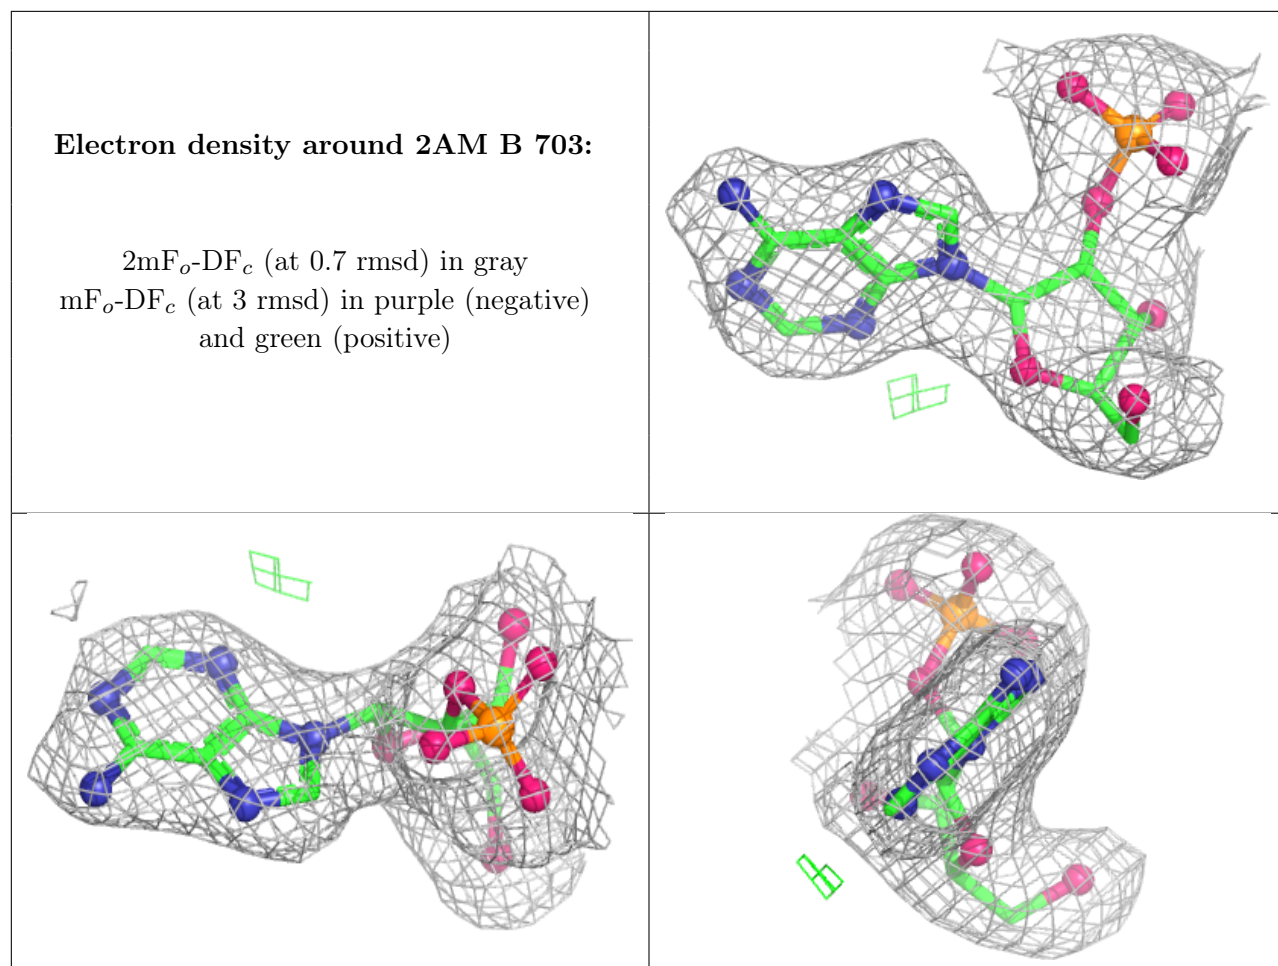 Electron density around 2AM B 703:
2mFo-DFc (at 0.7 rmsd) in gray
mFo-DFc (at 3 rmsd) in purple (negative)
and green (positive)